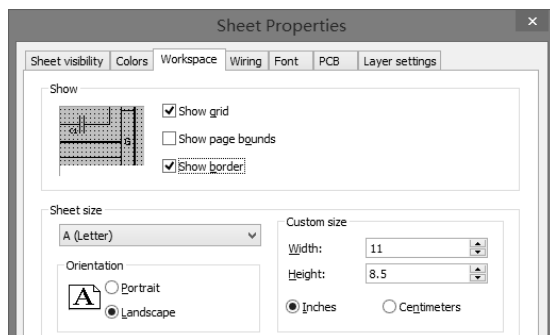 Sheet Properties
×
Sheet visibility Colors Workspace Wiring Font PCB Layer settings
Show
Show grid
Show page bounds
Show border
Sheet size
A (Letter)
Orientation
A
Portrait
Landscape
Custom size
Width: 11
Height: 8.5
Inches Centimeters